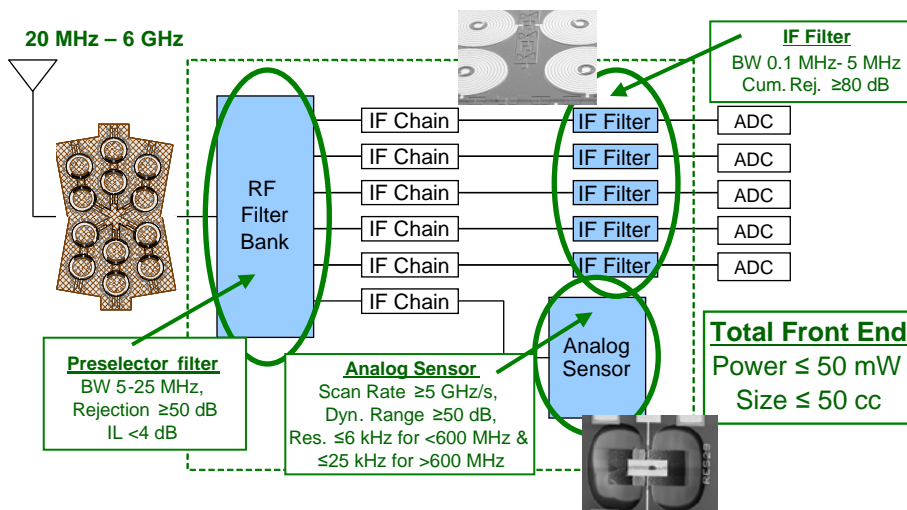 20 MHz – 6 GHz
IF Filter
BW 0.1 MHz- 5 MHz
Cum. Rej. ≥80 dB
IF Chain
IF Filter
ADC
IF Chain
IF Filter
ADC
RF
Filter
Bank
IF Chain
IF Filter
ADC
IF Chain
IF Filter
ADC
IF Chain
IF Filter
ADC
IF Chain
Analog
Sensor
Preselector filter
BW 5-25 MHz,
Rejection ≥50 dB
IL <4 dB
Analog Sensor
Scan Rate ≥5 GHz/s,
Dyn. Range ≥50 dB,
Res. ≤6 kHz for <600 MHz &
≤25 kHz for >600 MHz
Total Front End
Power ≤ 50 mW
Size ≤ 50 cc